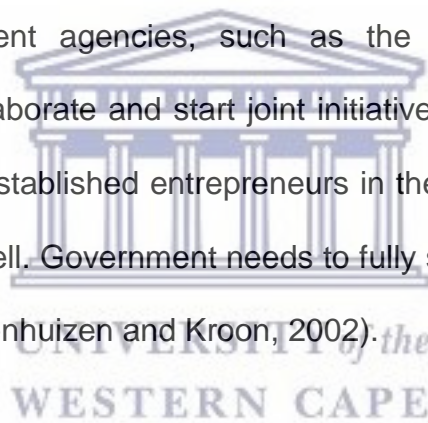 ent agencies, such as the
aborate and start joint initiative
stablished entrepreneurs in the
ell. Government needs to fully s
enhuizen and Kroon, 2002).
UNIVERSITY of the
WESTERN CAPE